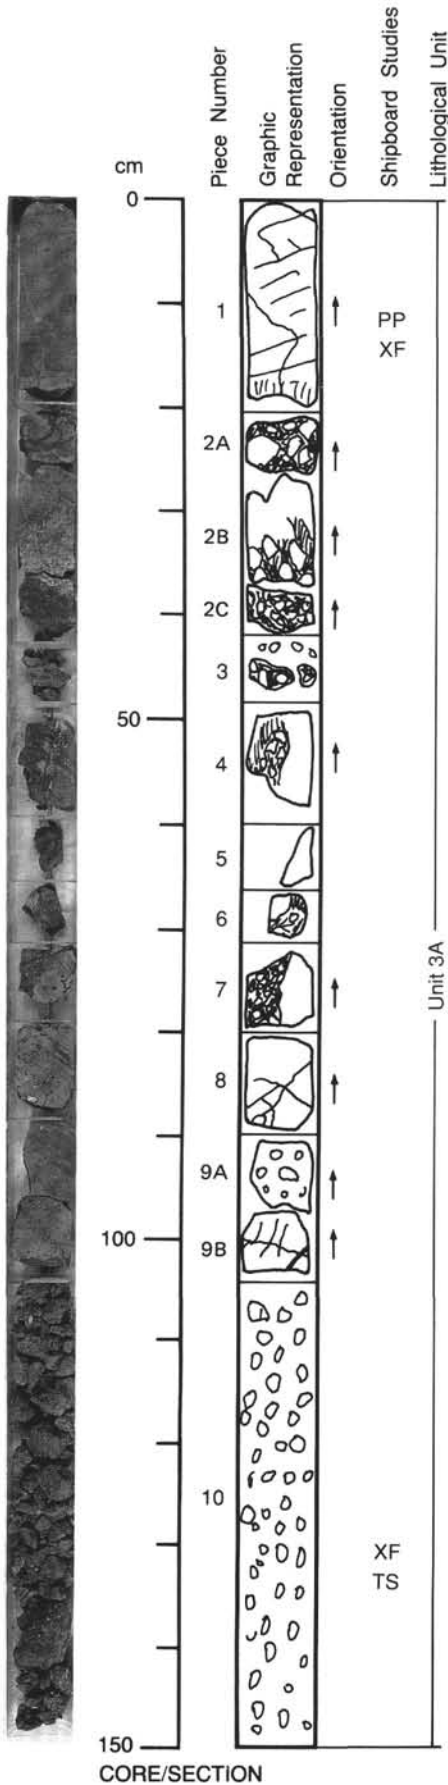 cm
Piece Number
Graphic
Representation
Orientation
Shipboard Studies
Lithological Unit
0
1
PP
XF
2A
2B
2C
3
50
4
5
6
7
Unit 3A
8
9A
100
9B
10
XF
TS
150
CORE/SECTION